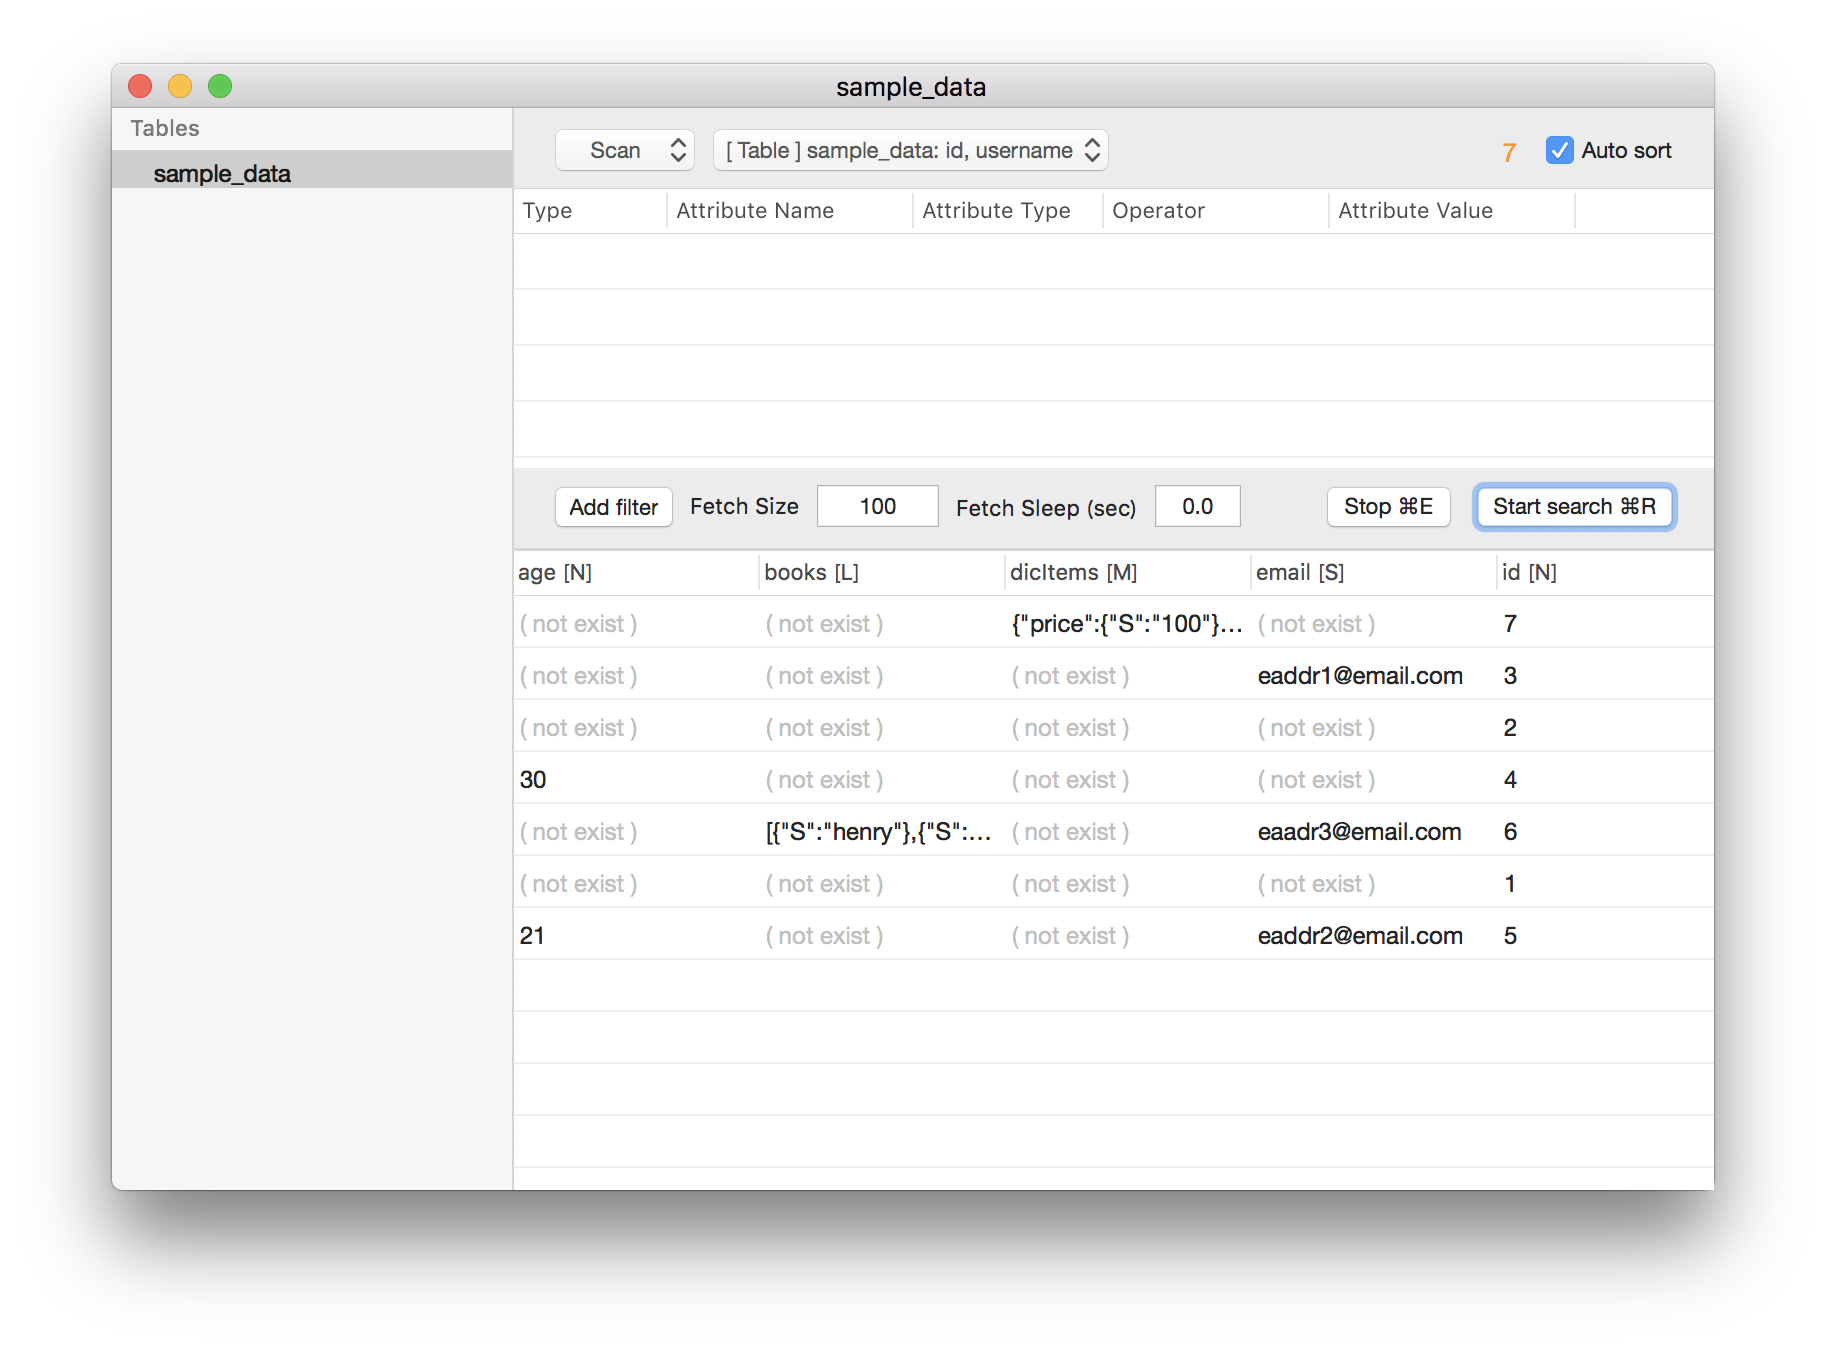 sample_data
Tables
sample_data
Scan [ Table ] sample_data: id, username 7 Auto sort
Type Attribute Name Attribute Type Operator Attribute Value
Add filter Fetch Size 100 Fetch Sleep (sec) 0.0 Stop ⌘E Start search ⌘R
age [N] books [L] dicItems [M] email [S] id [N]
( not exist ) ( not exist ) {"price":{"S":"100"}... ( not exist ) 7
( not exist ) ( not exist ) ( not exist ) eaddr1@email.com 3
( not exist ) ( not exist ) ( not exist ) ( not exist ) 2
30 ( not exist ) ( not exist ) ( not exist ) 4
( not exist ) [{"S":"henry"},{"S":... ( not exist ) eaadr3@email.com 6
( not exist ) ( not exist ) ( not exist ) ( not exist ) 1
21 ( not exist ) ( not exist ) eaddr2@email.com 5